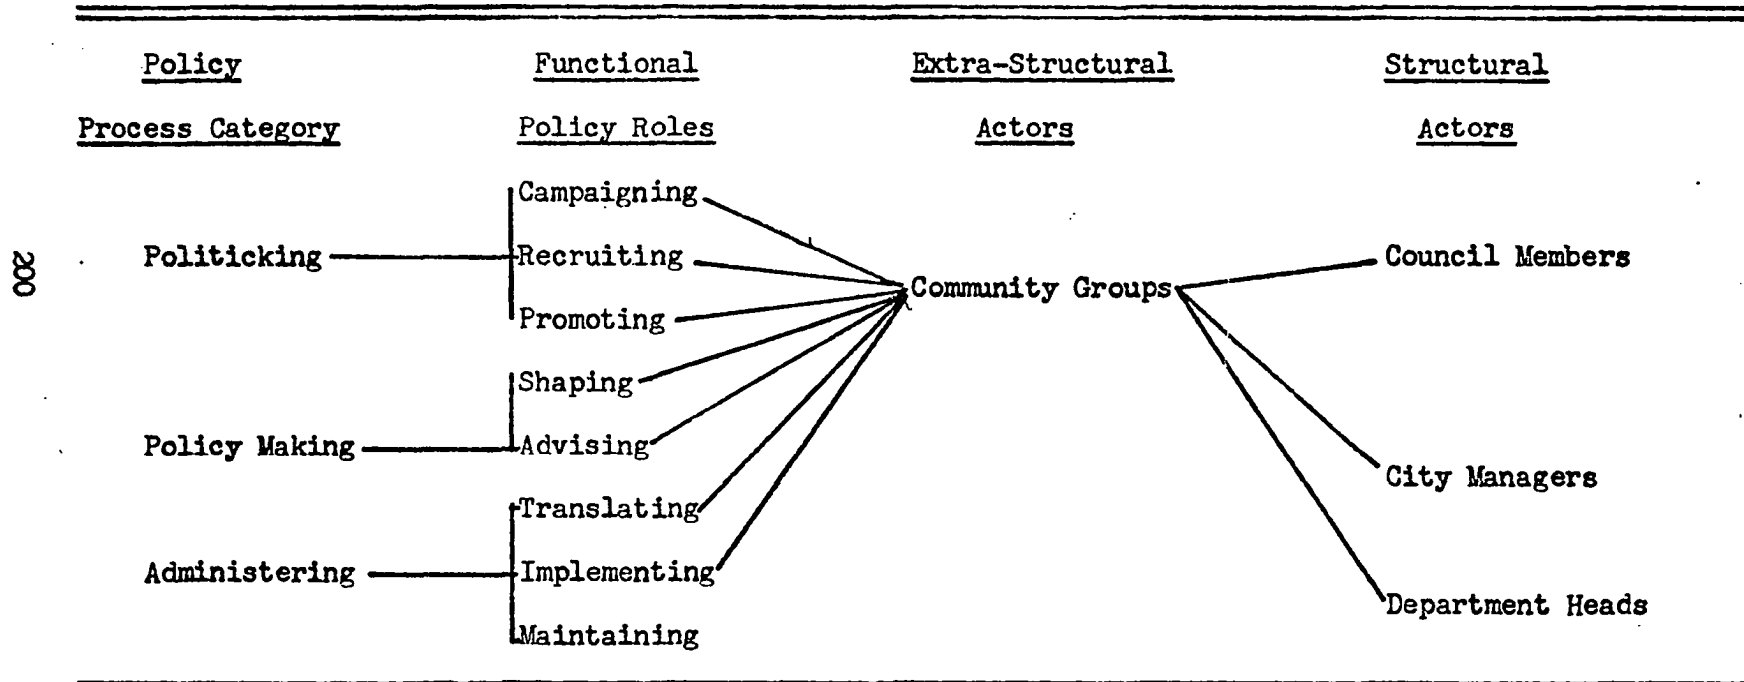 Policy Functional Extra-Structural Structural
Process Category Policy Roles Actors Actors
Campaigning
Politicking Recruiting Council Members
Community Groups
Promoting
Shaping
Policy Making Advising
City Managers
Translating
Administering Implementing
Department Heads
Maintaining
200